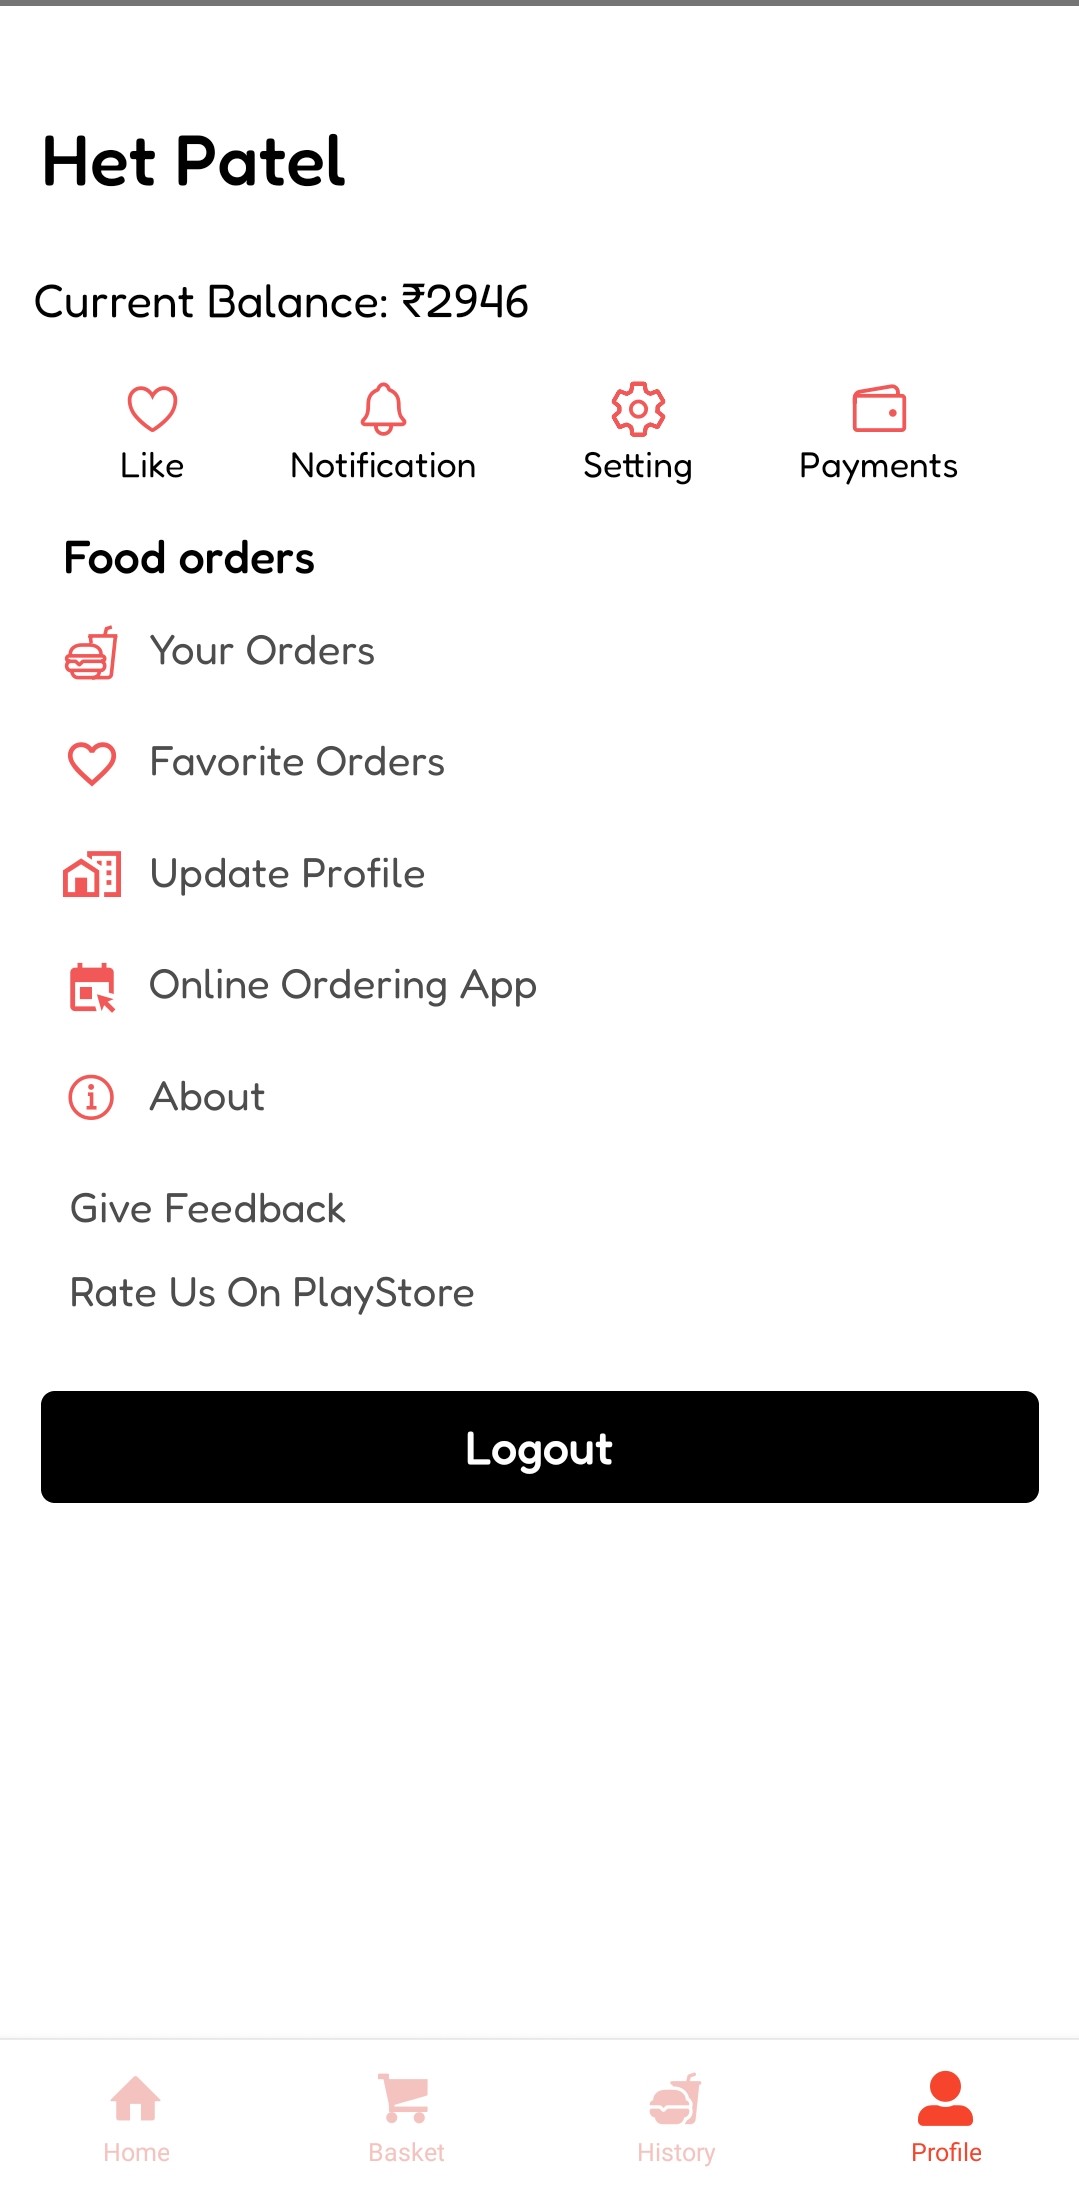 Het Patel
Current Balance: ₹2946
Like Notification Setting Payments
Food orders
Your Orders
Favorite Orders
Update Profile
Online Ordering App
About
Give Feedback
Rate Us On PlayStore
Logout
Home Basket History Profile